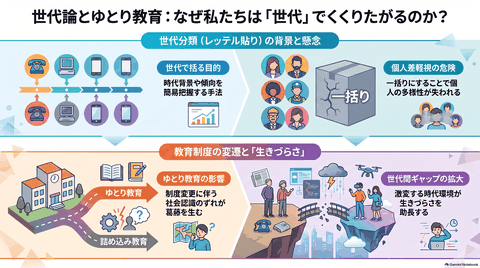 世代論とゆとり教育：なぜ私たちは「世代」でくくりたがるのか？
世代分類（レッテル貼り）の背景と懸念
世代で括る目的
時代背景や傾向を
簡易把握する手法
一括り
個人差軽視の危険
一括りにすることで個
人の多様性が失われる
教育制度の変遷と「生きづらさ」
ゆとり教育
詰め込み教育
ゆとり教育の影響
制度変更に伴う
社会認識のずれが
葛藤を生む
世代間ギャップの拡大
激変する時代環境が
生きづらさを
助長する